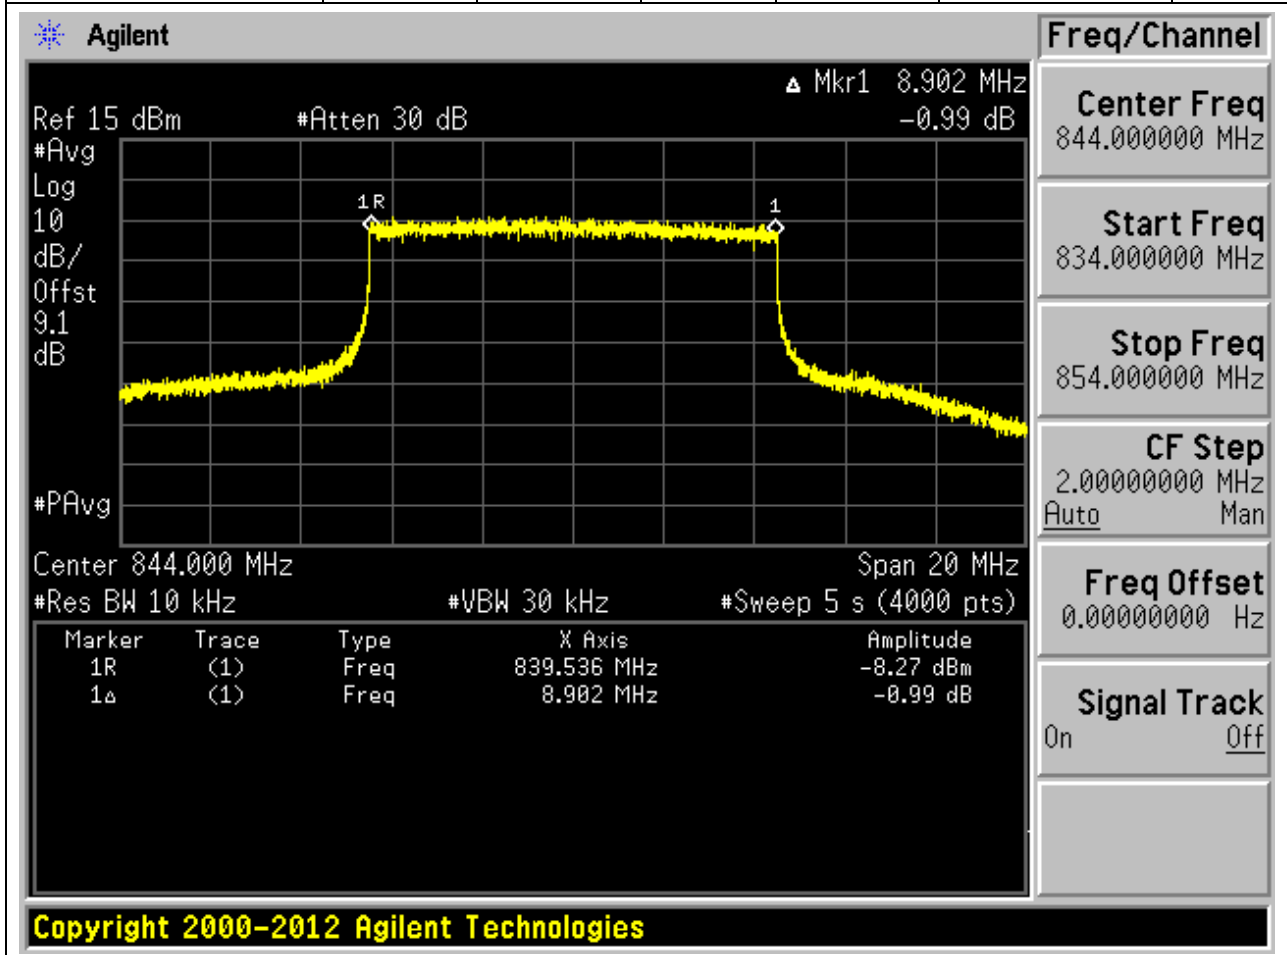 Agilent
Freq/Channel
Δ Mkr1 8.902 MHz
Ref 15 dBm #Atten 30 dB -0.99 dB
#Avg
Log
10
dB/
Offst
9.1
dB
1R
1
#PAvg
Center 844.000 MHz Span 20 MHz
#Res BW 10 kHz #VBW 30 kHz #Sweep 5 s (4000 pts)
Marker Trace Type X Axis Amplitude
1R (1) Freq 839.536 MHz -8.27 dBm
1Δ (1) Freq 8.902 MHz -0.99 dB
Center Freq
844.000000 MHz
Start Freq
834.000000 MHz
Stop Freq
854.000000 MHz
CF Step
2.00000000 MHz
Auto Man
Freq Offset
0.00000000 Hz
Signal Track
On Off
Copyright 2000-2012 Agilent Technologies